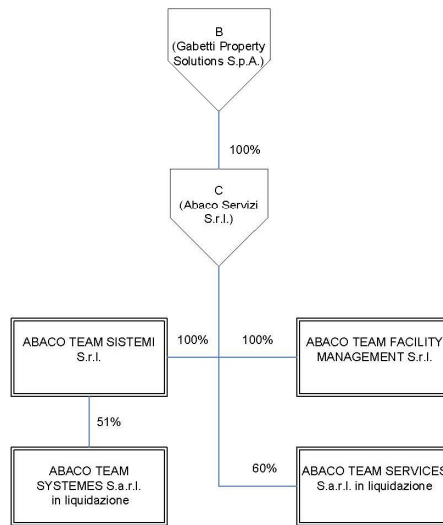 B
(Gabetti Property
Solutions S.p.A.)
100%
C
(Abaco Servizi
S.r.l.)
ABACO TEAM SISTEMI
S.r.l.
100%
100%
ABACO TEAM FACILITY
MANAGEMENT S.r.l.
51%
ABACO TEAM
SYSTEMES S.a.r.l.
in liquidazione
60%
ABACO TEAM SERVICES
S.a.r.l. in liquidazione